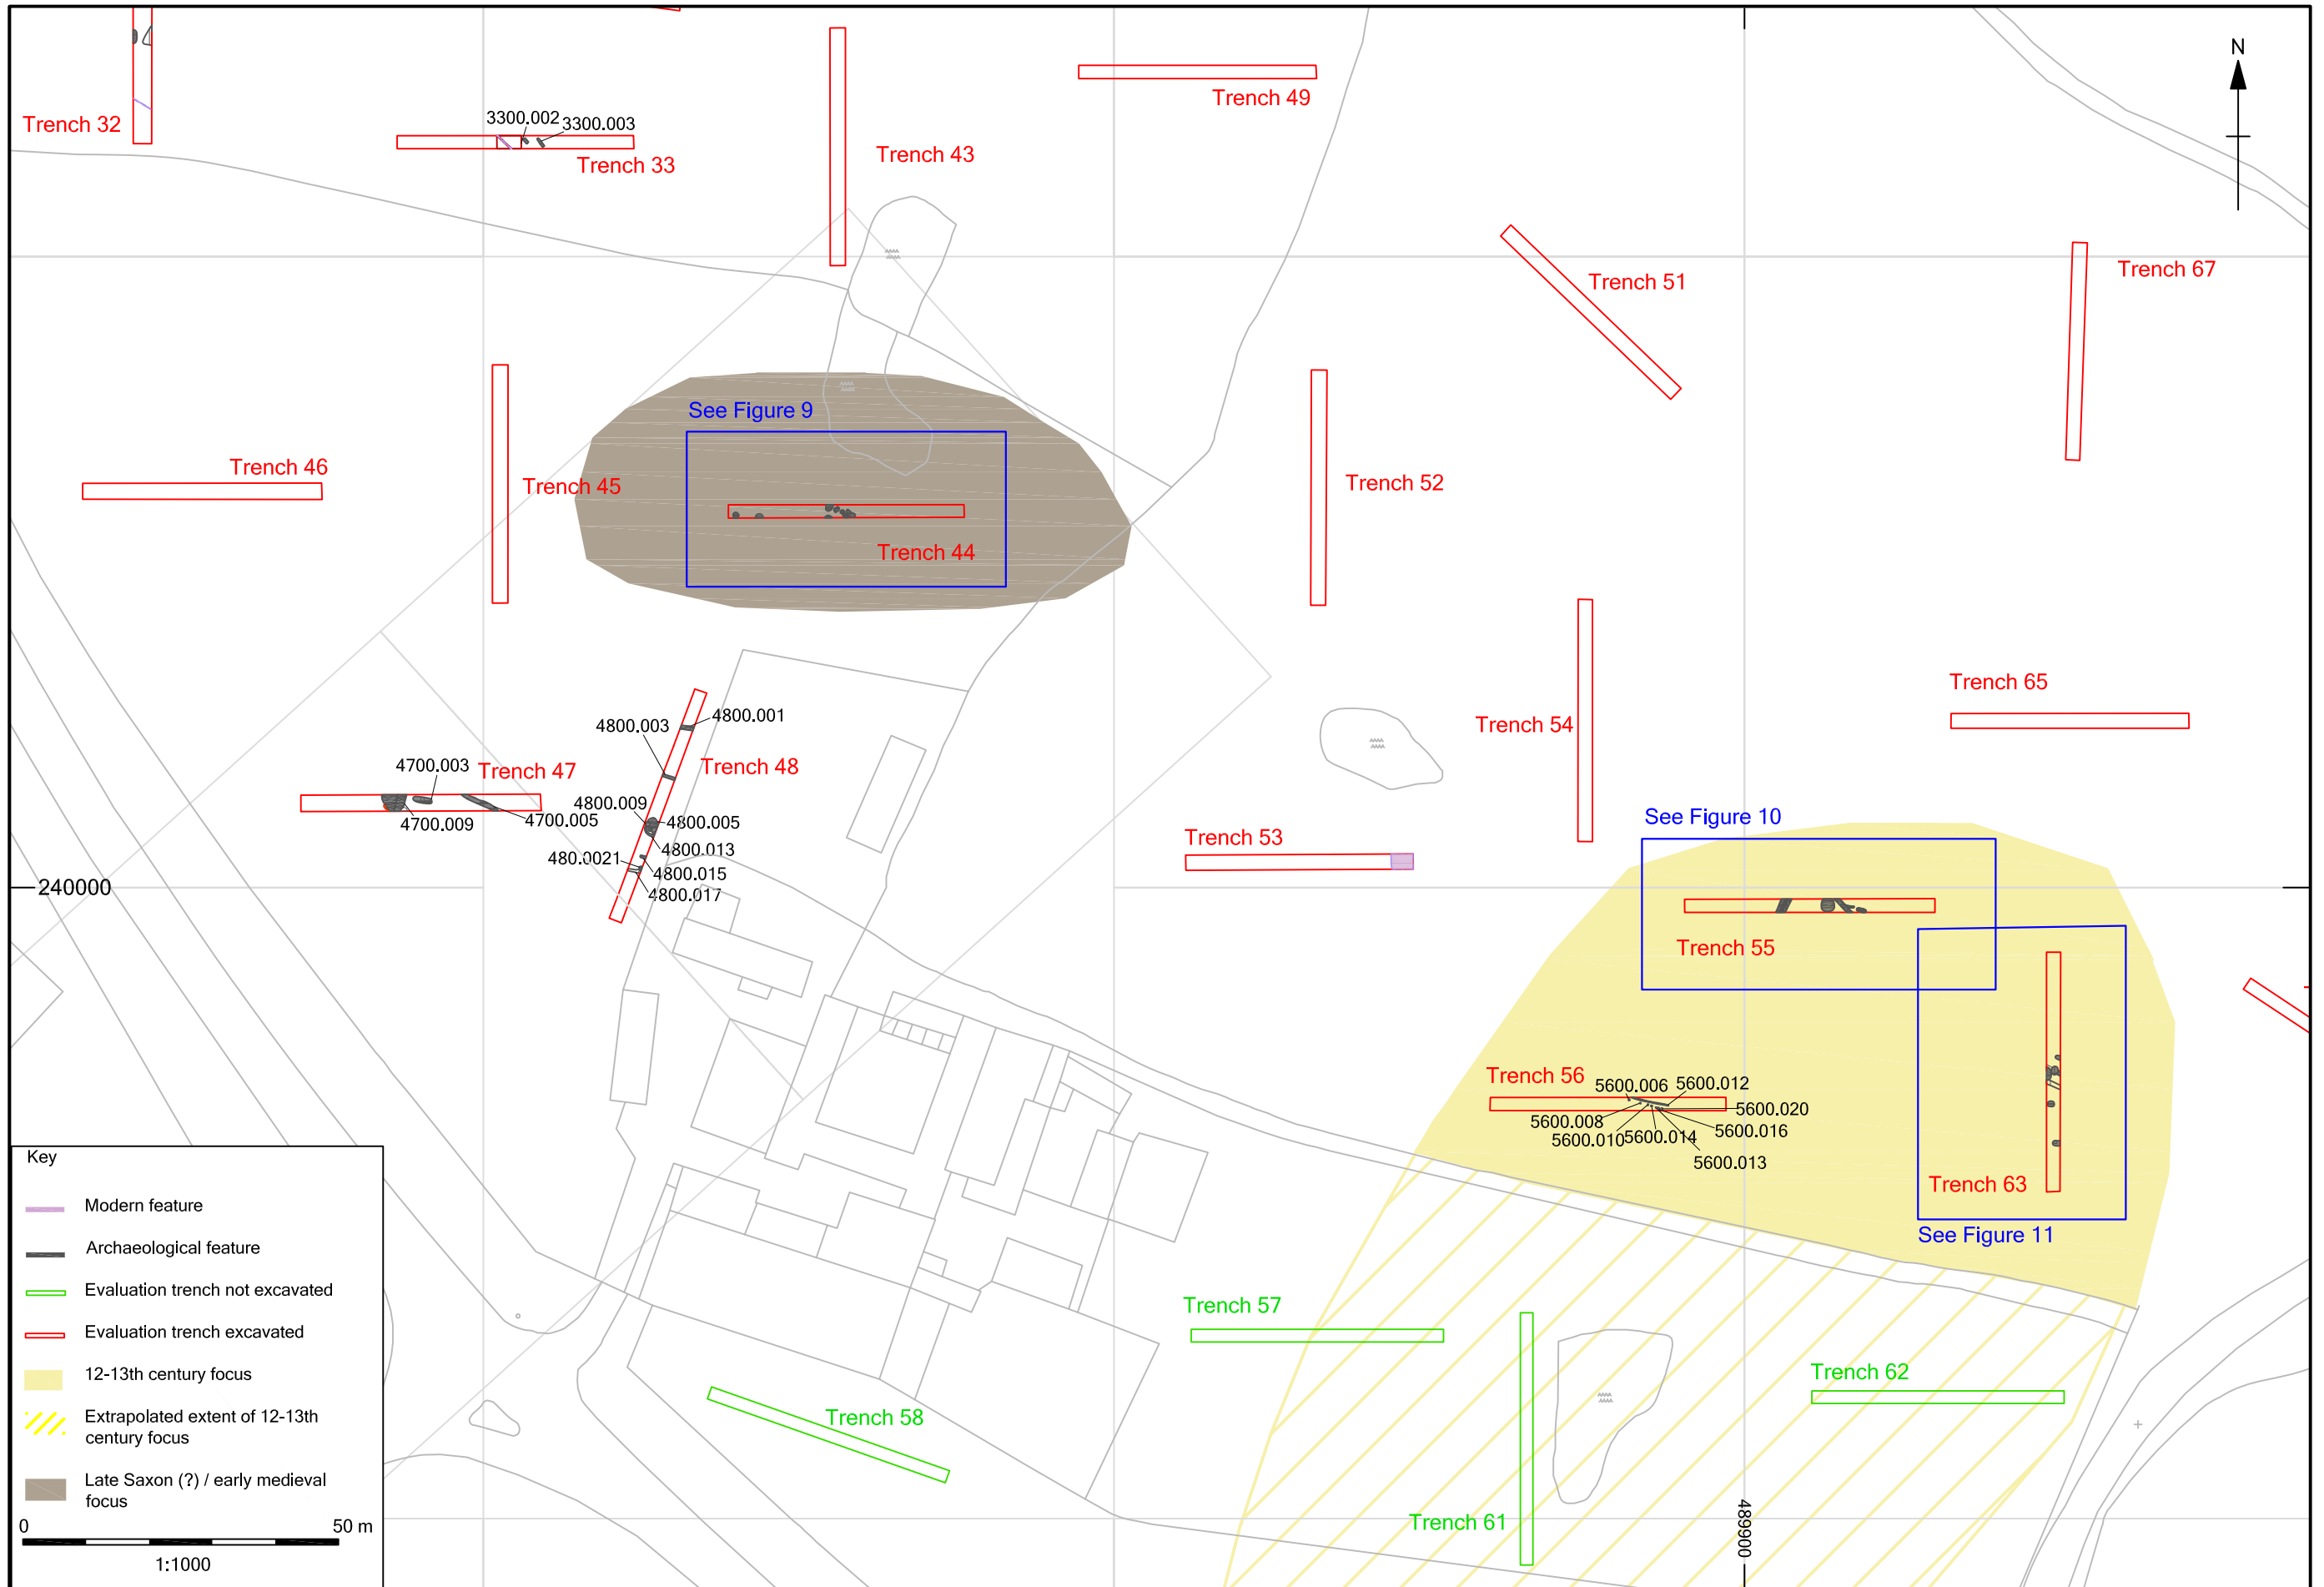 N
Trench 49
Trench 32
3300.002
3300.003
Trench 33
Trench 43
Trench 51
Trench 67
See Figure 9
Trench 46
Trench 45
Trench 52
Trench 44
Trench 65
4800.003
4800.001
Trench 54
Trench 48
4700.003
Trench 47
4800.009
4800.005
4700.009
4700.005
4800.013
480.0021
4800.015
4800.017
See Figure 10
Trench 53
240000
Trench 55
Trench 56
5600.006
5600.012
5600.008
5600.020
5600.010
5600.014
5600.016
5600.013
Trench 63
See Figure 11
Trench 57
Trench 62
Trench 58
Trench 61
489900
Key
Modern feature
Archaeological feature
Evaluation trench not excavated
Evaluation trench excavated
12-13th century focus
Extrapolated extent of 12-13th
century focus
Late Saxon (?) / early medieval
focus
0
50 m
1:1000